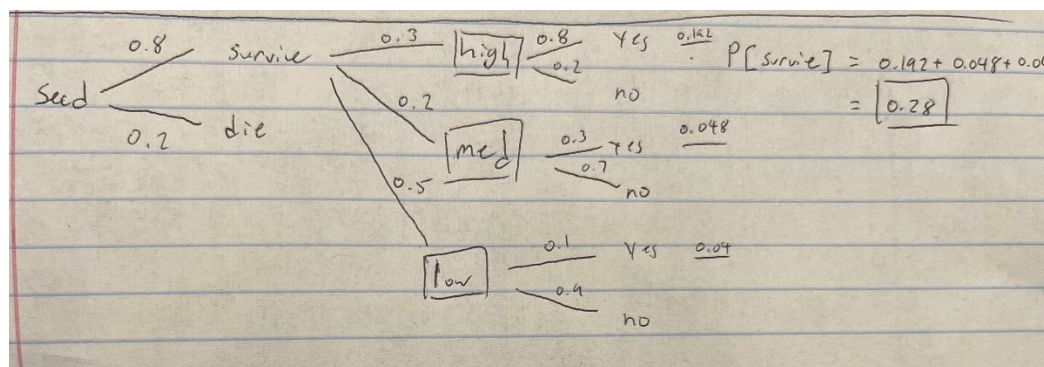 0.8 survive 0.3 high 0.8 yes 0.192
P[survie] = 0.192 + 0.048 + 0.0
0.2 no
= 0.28
Seed
0.2 die
0.2 med 0.3 yes 0.048
0.7 no
0.5
low 0.1 yes 0.04
0.9 no